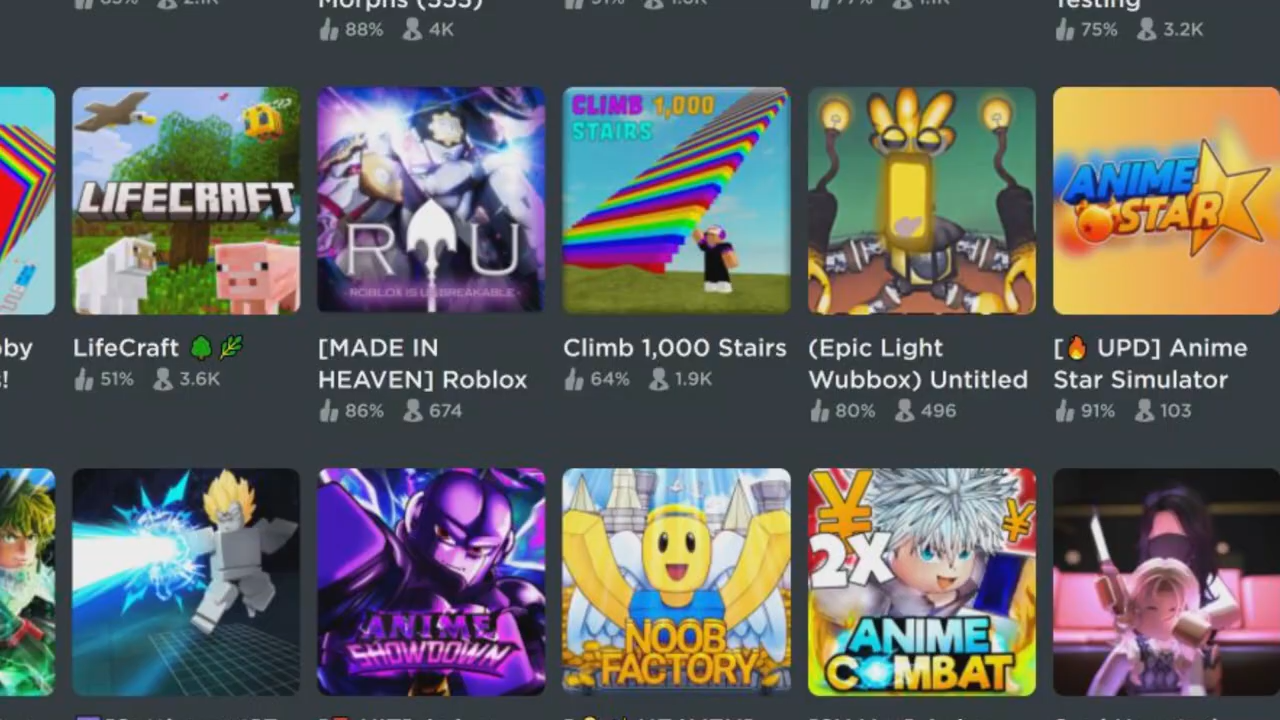 Morphs (335)
88% 4K
Testing
75% 3.2K
LIFECRAFT
R U
ROBLOX IS UNBREAKABLE
CLIMB 1,000
STAIRS
ANIME
STAR
by
!
LifeCraft 🌳🌿
51% 3.6K
[MADE IN
HEAVEN] Roblox
86% 674
Climb 1,000 Stairs
64% 1.9K
(Epic Light
Wubbox) Untitled
80% 496
[🔥 UPD] Anime
Star Simulator
91% 103
ANIME
SHOWDOWN
NOOB
FACTORY
¥ ¥
2X
ANIME
COMBAT